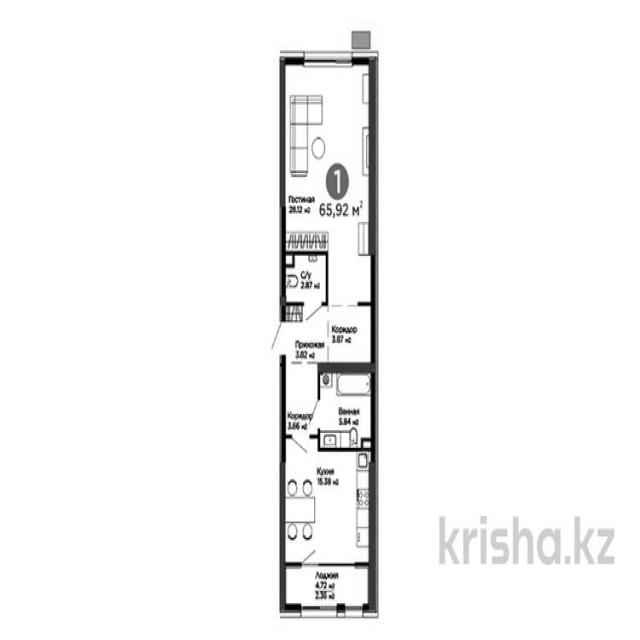 1
65,92 м²
Гостиная
28.12 м2
С/у
2.87 м2
Коридор
3.87 м2
Прихожая
3.82 м2
Коридор
3.66 м2
Ванная
5.84 м2
Кухня
15.38 м2
Лоджия
4.72 м2
2.36 м2
krisha.kz